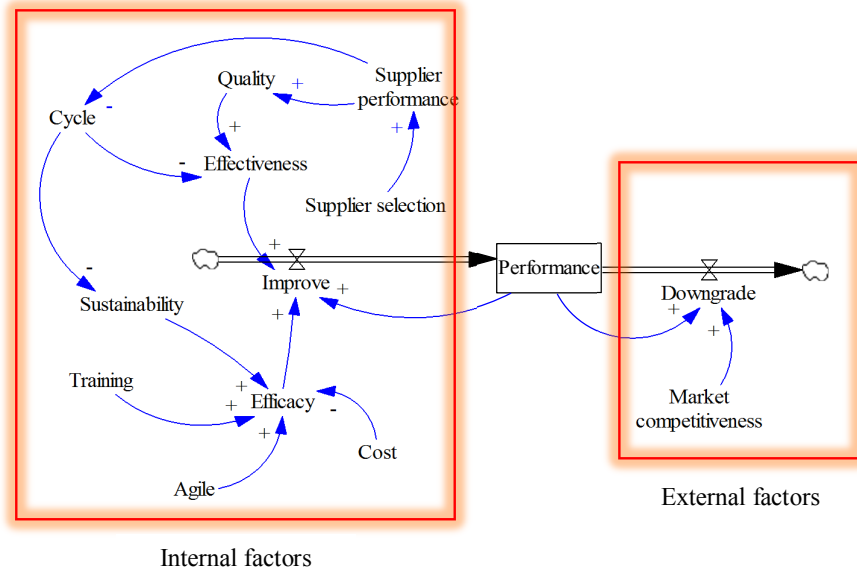 Quality
+
Supplier
performance
-
Cycle
+
+
-
Effectiveness
Supplier selection
+
-
Improve
+
+
Performance
Downgrade
+
+
Sustainability
Training
+
+
Efficacy
-
+
Cost
Agile
Market
competitiveness
External factors
Internal factors